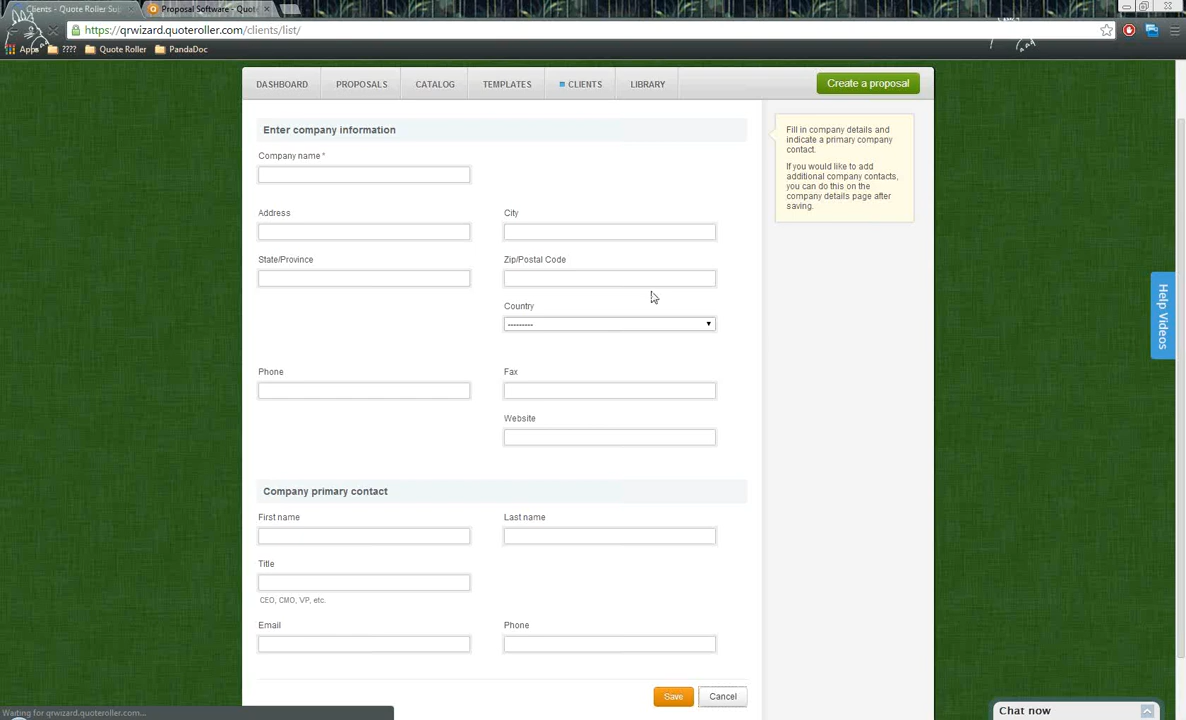 Clients - Quote Roller Sup
Proposal Software - Quot
https://qrwizard.quoteroller.com/clients/list/
Apps
????
Quote Roller
PandaDoc
DASHBOARD
PROPOSALS
CATALOG
TEMPLATES
CLIENTS
LIBRARY
Create a proposal
Enter company information
Company name *
Address
City
State/Province
Zip/Postal Code
Country
---------
Phone
Fax
Website
Company primary contact
First name
Last name
Title
CEO, CMO, VP, etc.
Email
Phone
Save
Cancel
Fill in company details and
indicate a primary company
contact.
If you would like to add
additional company contacts,
you can do this on the
company details page after
saving.
Help Videos
Waiting for qrwizard.quoteroller.com...
Chat now